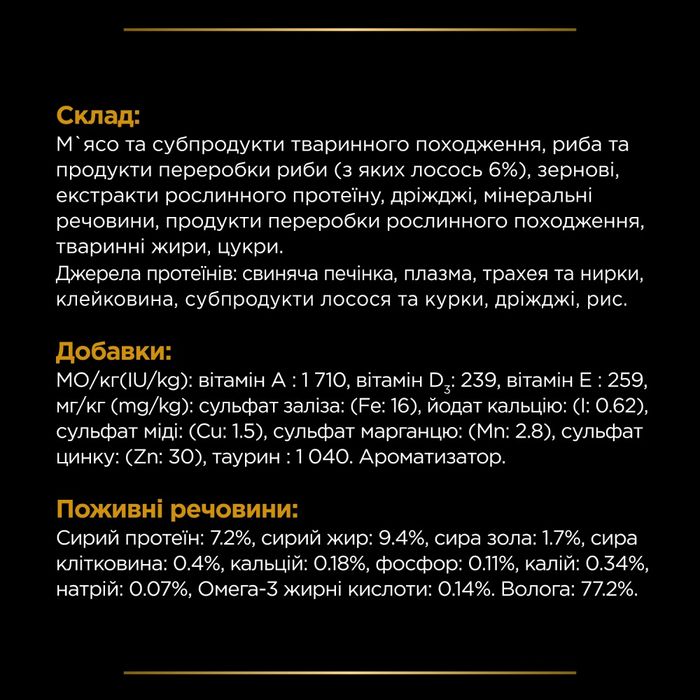 Склад:
М`ясо та субпродукти тваринного походження, риба та
продукти переробки риби (з яких лосось 6%), зернові,
екстракти рослинного протеїну, дріжджі, мінеральні
речовини, продукти переробки рослинного походження,
тваринні жири, цукри.
Джерела протеїнів: свиняча печінка, плазма, трахея та нирки,
клейковина, субпродукти лосося та курки, дріжджі, рис.
Добавки:
МО/кг(IU/kg): вітамін А : 1 710, вітамін D₃: 239, вітамін Е : 259,
мг/кг (mg/kg): сульфат заліза: (Fe: 16), йодат кальцію: (I: 0.62),
сульфат міді: (Cu: 1.5), сульфат марганцю: (Mn: 2.8), сульфат
цинку: (Zn: 30), таурин : 1 040. Ароматизатор.
Поживні речовини:
Сирий протеїн: 7.2%, сирий жир: 9.4%, сира зола: 1.7%, сира
клітковина: 0.4%, кальцій: 0.18%, фосфор: 0.11%, калій: 0.34%,
натрій: 0.07%, Омега-3 жирні кислоти: 0.14%. Волога: 77.2%.